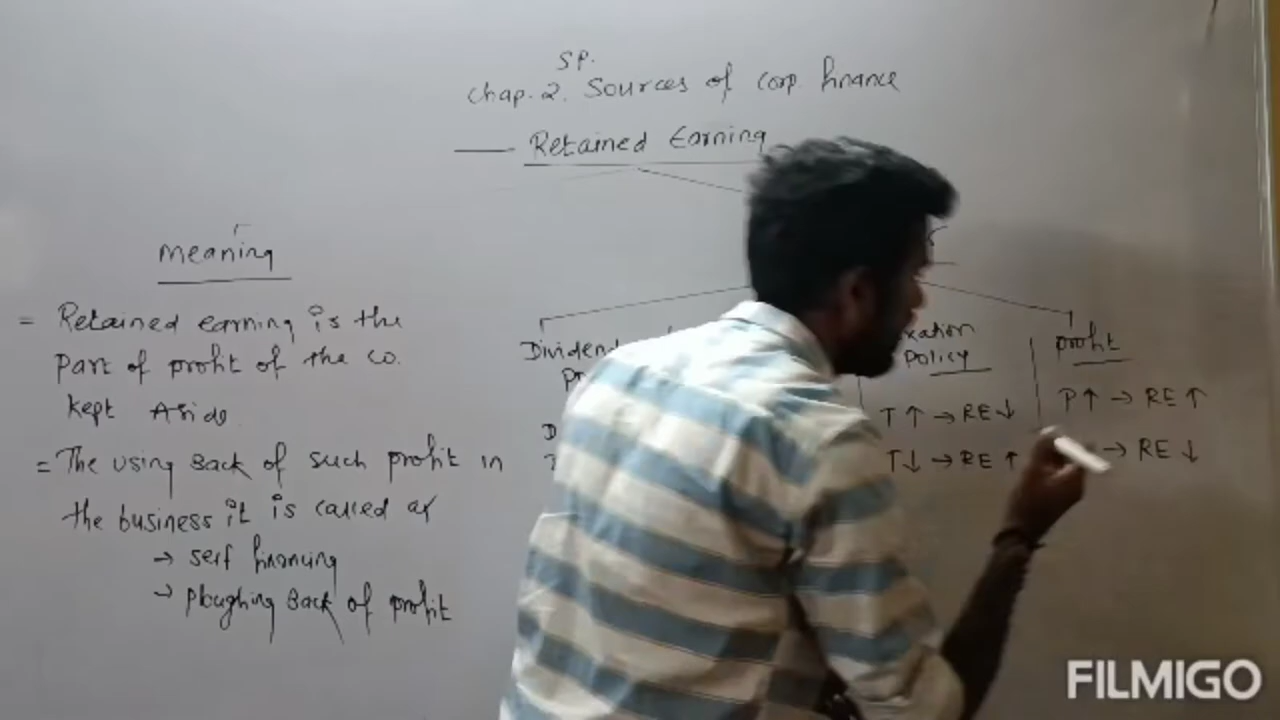 SP.
Chap. 2. Sources of Corp. finance
Retained Earning
Meaning
= Retained earning is the
Part of profit of the co.
kept Aside
= The using Back of such profit in
the business it is called as
→ self financing
→ ploughing Back of profit
Dividend
Policy
T ↑ → RE ↓
T ↓ → RE ↑
profit
P ↑ → RE ↑
→ RE ↓
FILMIGO